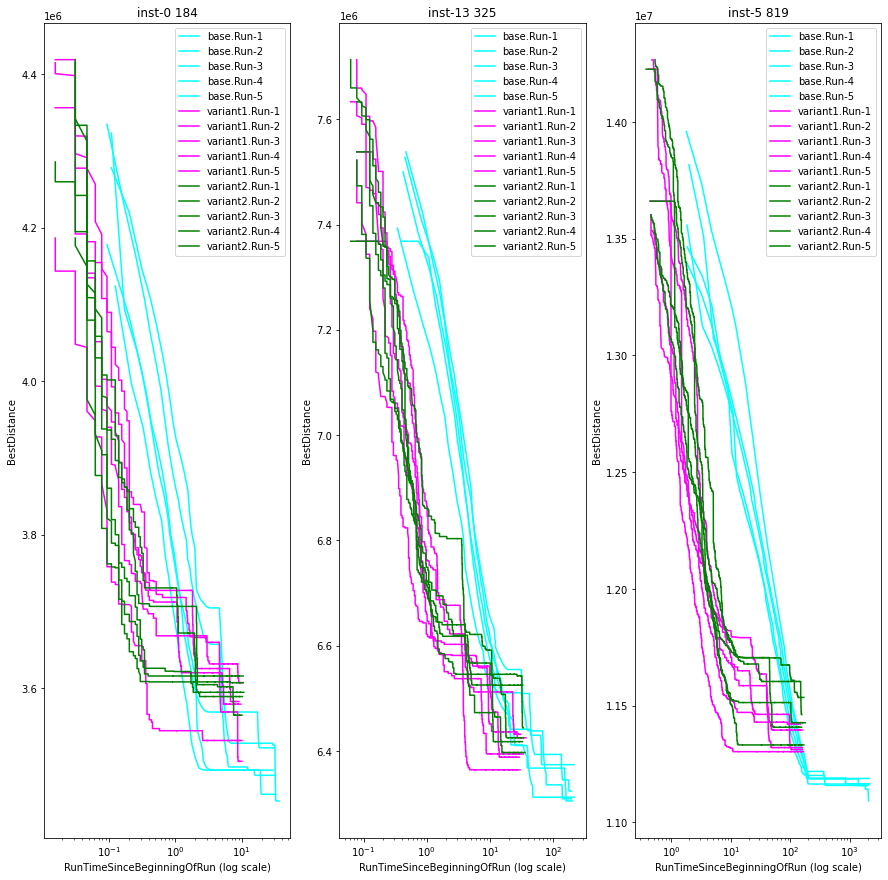 inst-0 184
1e6
base.Run-1
base.Run-2
base.Run-3
base.Run-4
base.Run-5
variant1.Run-1
variant1.Run-2
variant1.Run-3
variant1.Run-4
variant1.Run-5
variant2.Run-1
variant2.Run-2
variant2.Run-3
variant2.Run-4
variant2.Run-5
4.4
4.2
4.0
3.8
3.6
BestDistance
10⁻¹ 10⁰ 10¹
RunTimeSinceBeginningOfRun (log scale)
inst-13 325
1e6
base.Run-1
base.Run-2
base.Run-3
base.Run-4
base.Run-5
variant1.Run-1
variant1.Run-2
variant1.Run-3
variant1.Run-4
variant1.Run-5
variant2.Run-1
variant2.Run-2
variant2.Run-3
variant2.Run-4
variant2.Run-5
7.6
7.4
7.2
7.0
6.8
6.6
6.4
BestDistance
10⁻¹ 10⁰ 10¹ 10²
RunTimeSinceBeginningOfRun (log scale)
inst-5 819
1e7
base.Run-1
base.Run-2
base.Run-3
base.Run-4
base.Run-5
variant1.Run-1
variant1.Run-2
variant1.Run-3
variant1.Run-4
variant1.Run-5
variant2.Run-1
variant2.Run-2
variant2.Run-3
variant2.Run-4
variant2.Run-5
1.40
1.35
1.30
1.25
1.20
1.15
1.10
BestDistance
10⁰ 10¹ 10² 10³
RunTimeSinceBeginningOfRun (log scale)